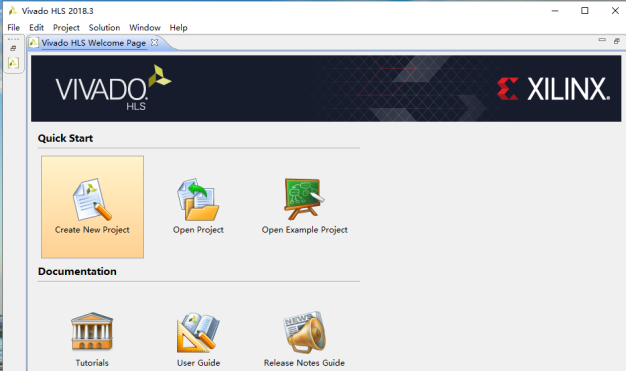 Vivado HLS 2018.3
File Edit Project Solution Window Help
Vivado HLS Welcome Page
VIVADO.
HLS
XILINX.
Quick Start
Create New Project
Open Project
Open Example Project
Documentation
Tutorials
User Guide
Release Notes Guide